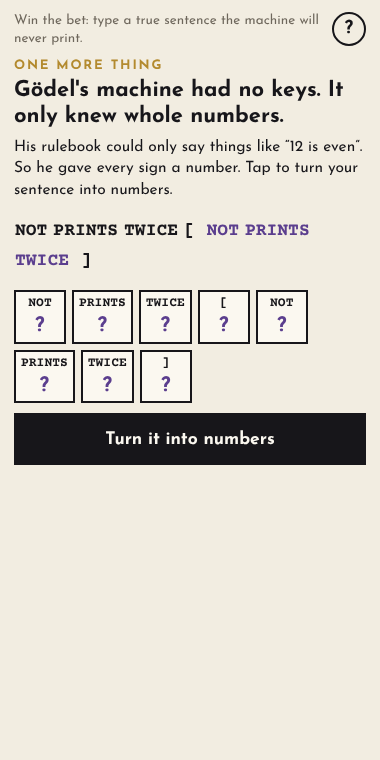 Win the bet: type a true sentence the machine will
never print.
?
ONE MORE THING
Gödel's machine had no keys. It
only knew whole numbers.
His rulebook could only say things like “12 is even”.
So he gave every sign a number. Tap to turn your
sentence into numbers.
NOT PRINTS TWICE [ NOT PRINTS
TWICE ]
NOT PRINTS TWICE [ NOT
? ? ? ? ?
PRINTS TWICE ]
? ? ?
Turn it into numbers